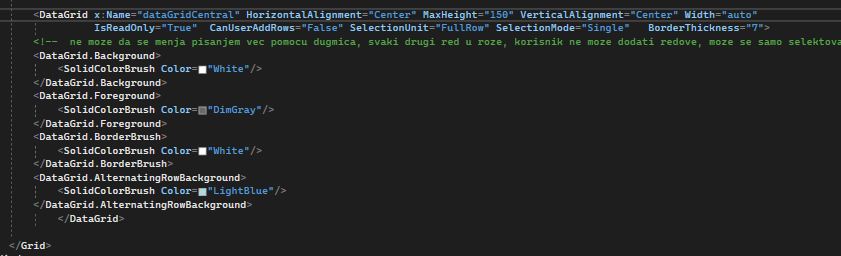 <DataGrid x:Name="dataGridCentral" HorizontalAlignment="Center" MaxHeight="150" VerticalAlignment="Center" Width="auto"
IsReadOnly="True" CanUserAddRows="False" SelectionUnit="FullRow" SelectionMode="Single" BorderThickness="7">
<!-- ne moze da se menja pisanjem vec pomocu dugmica, svaki drugi red u roze, korisnik ne moze dodati redove, moze se samo selektova
<DataGrid.Background>
<SolidColorBrush Color="White"/>
</DataGrid.Background>
<DataGrid.Foreground>
<SolidColorBrush Color="DimGray"/>
</DataGrid.Foreground>
<DataGrid.BorderBrush>
<SolidColorBrush Color="White"/>
</DataGrid.BorderBrush>
<DataGrid.AlternatingRowBackground>
<SolidColorBrush Color="LightBlue"/>
</DataGrid.AlternatingRowBackground>
</DataGrid>
</Grid>